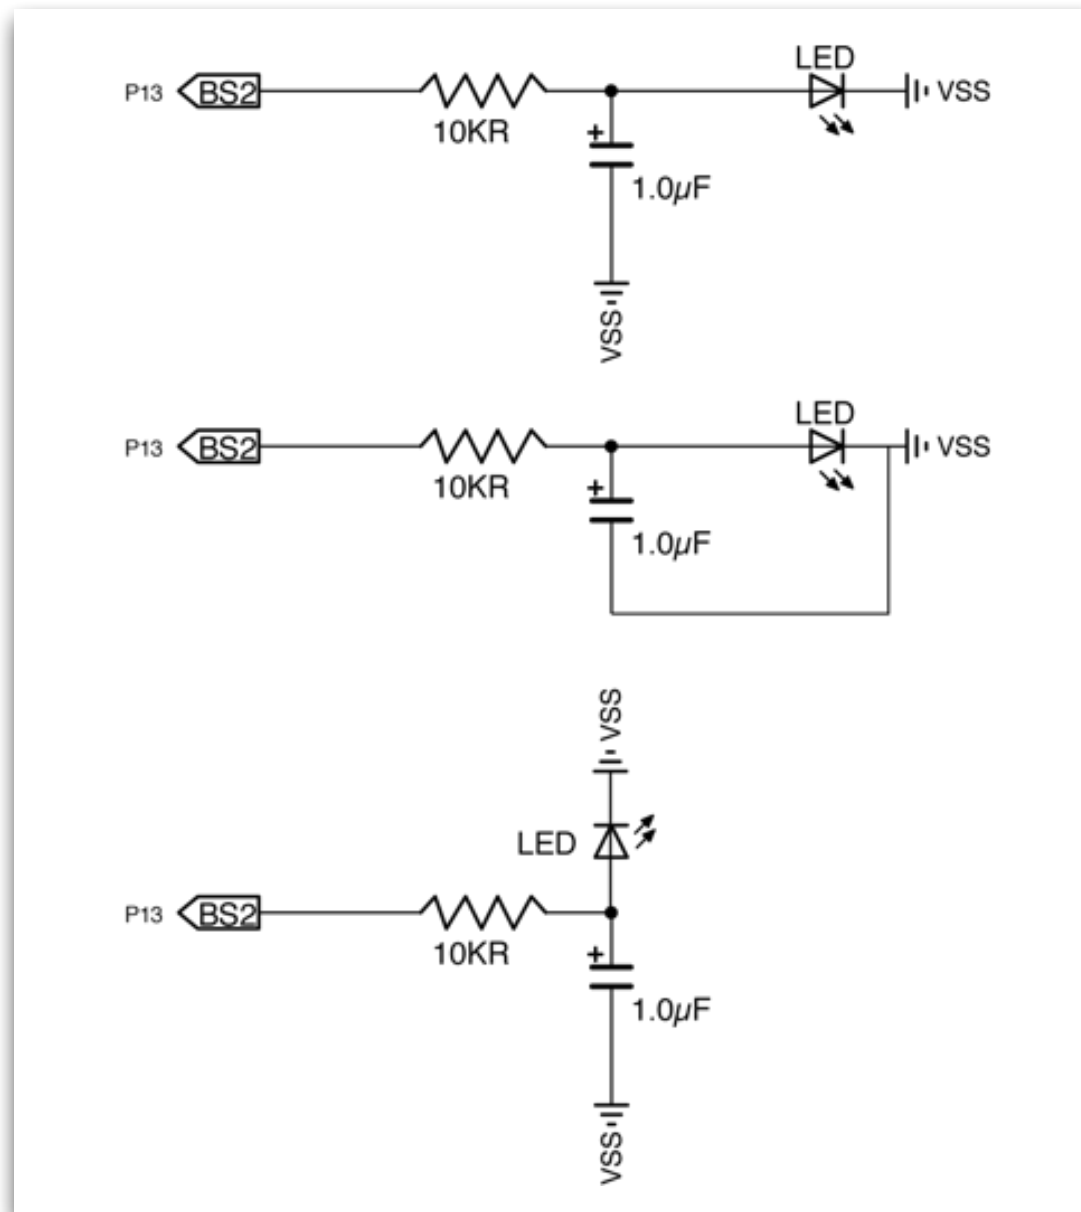 LED
P13 BS2 VSS
10KR
+
1.0µF
VSS
LED
P13 BS2 VSS
10KR
+
1.0µF
VSS
LED
P13 BS2
10KR
+
1.0µF
VSS